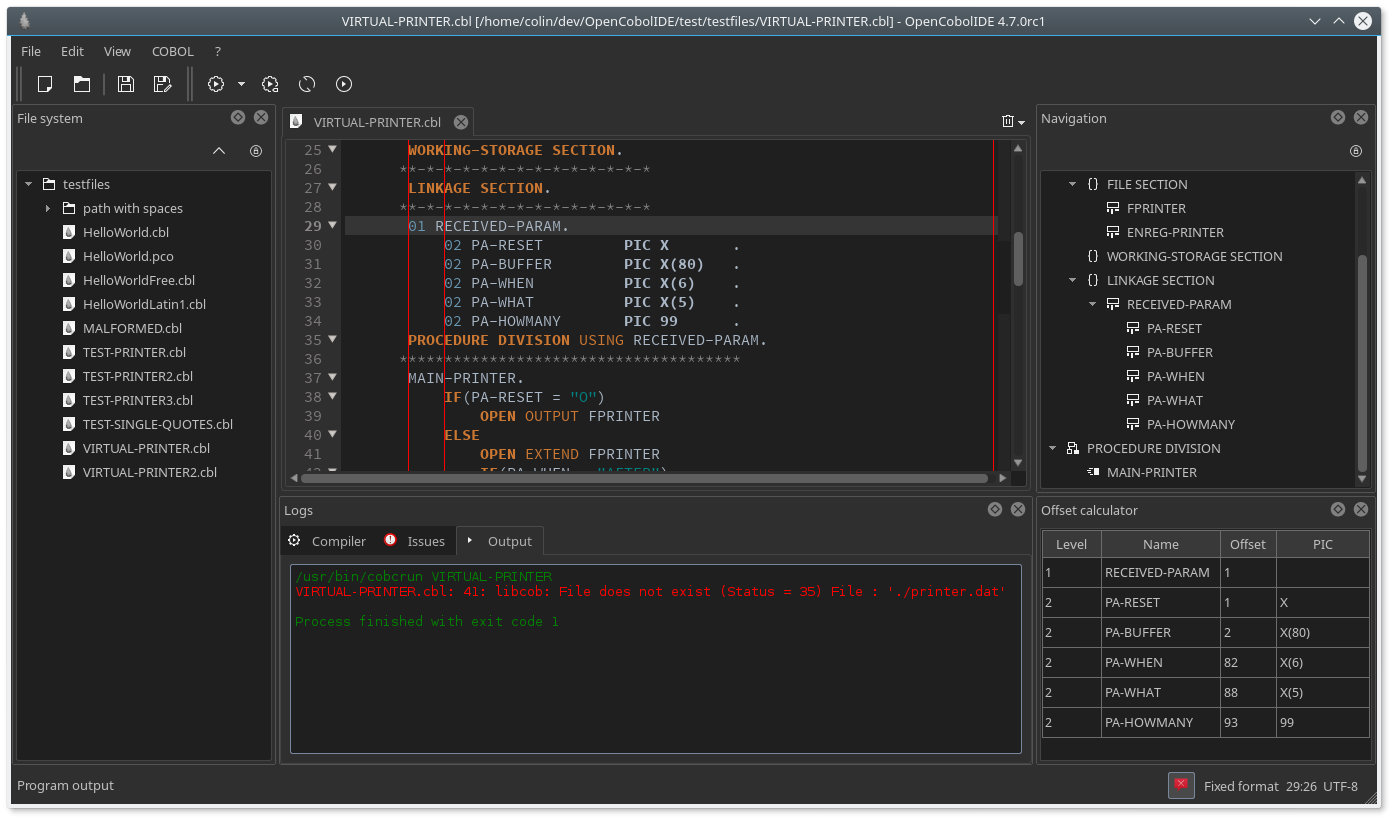 VIRTUAL-PRINTER.cbl [/home/colin/dev/OpenCobolIDE/test/testfiles/VIRTUAL-PRINTER.cbl] - OpenCobolIDE 4.7.0rc1
File Edit View COBOL ?
File system
testfiles
path with spaces
HelloWorld.cbl
HelloWorld.pco
HelloWorldFree.cbl
HelloWorldLatin1.cbl
MALFORMED.cbl
TEST-PRINTER.cbl
TEST-PRINTER2.cbl
TEST-PRINTER3.cbl
TEST-SINGLE-QUOTES.cbl
VIRTUAL-PRINTER.cbl
VIRTUAL-PRINTER2.cbl
VIRTUAL-PRINTER.cbl
25 WORKING-STORAGE SECTION.
26 **-*-*-*-*-*-*-*-*-*-*-*-*-*
27 LINKAGE SECTION.
28 **-*-*-*-*-*-*-*-*-*-*-*-*-*
29 01 RECEIVED-PARAM.
30 02 PA-RESET PIC X .
31 02 PA-BUFFER PIC X(80) .
32 02 PA-WHEN PIC X(6) .
33 02 PA-WHAT PIC X(5) .
34 02 PA-HOWMANY PIC 99 .
35 PROCEDURE DIVISION USING RECEIVED-PARAM.
36 **************************************
37 MAIN-PRINTER.
38 IF(PA-RESET = "O")
39 OPEN OUTPUT FPRINTER
40 ELSE
41 OPEN EXTEND FPRINTER
42 IF(PA-WHEN = "AFTER")
Logs
Compiler Issues Output
/usr/bin/cobcrun VIRTUAL-PRINTER
VIRTUAL-PRINTER.cbl: 41: libcob: File does not exist (Status = 35) File : './printer.dat'
Process finished with exit code 1
Navigation
{} FILE SECTION
FPRINTER
ENREG-PRINTER
{} WORKING-STORAGE SECTION
{} LINKAGE SECTION
RECEIVED-PARAM
PA-RESET
PA-BUFFER
PA-WHEN
PA-WHAT
PA-HOWMANY
PROCEDURE DIVISION
MAIN-PRINTER
Offset calculator
Level Name Offset PIC
1 RECEIVED-PARAM 1
2 PA-RESET 1 X
2 PA-BUFFER 2 X(80)
2 PA-WHEN 82 X(6)
2 PA-WHAT 88 X(5)
2 PA-HOWMANY 93 99
Program output
Fixed format 29:26 UTF-8